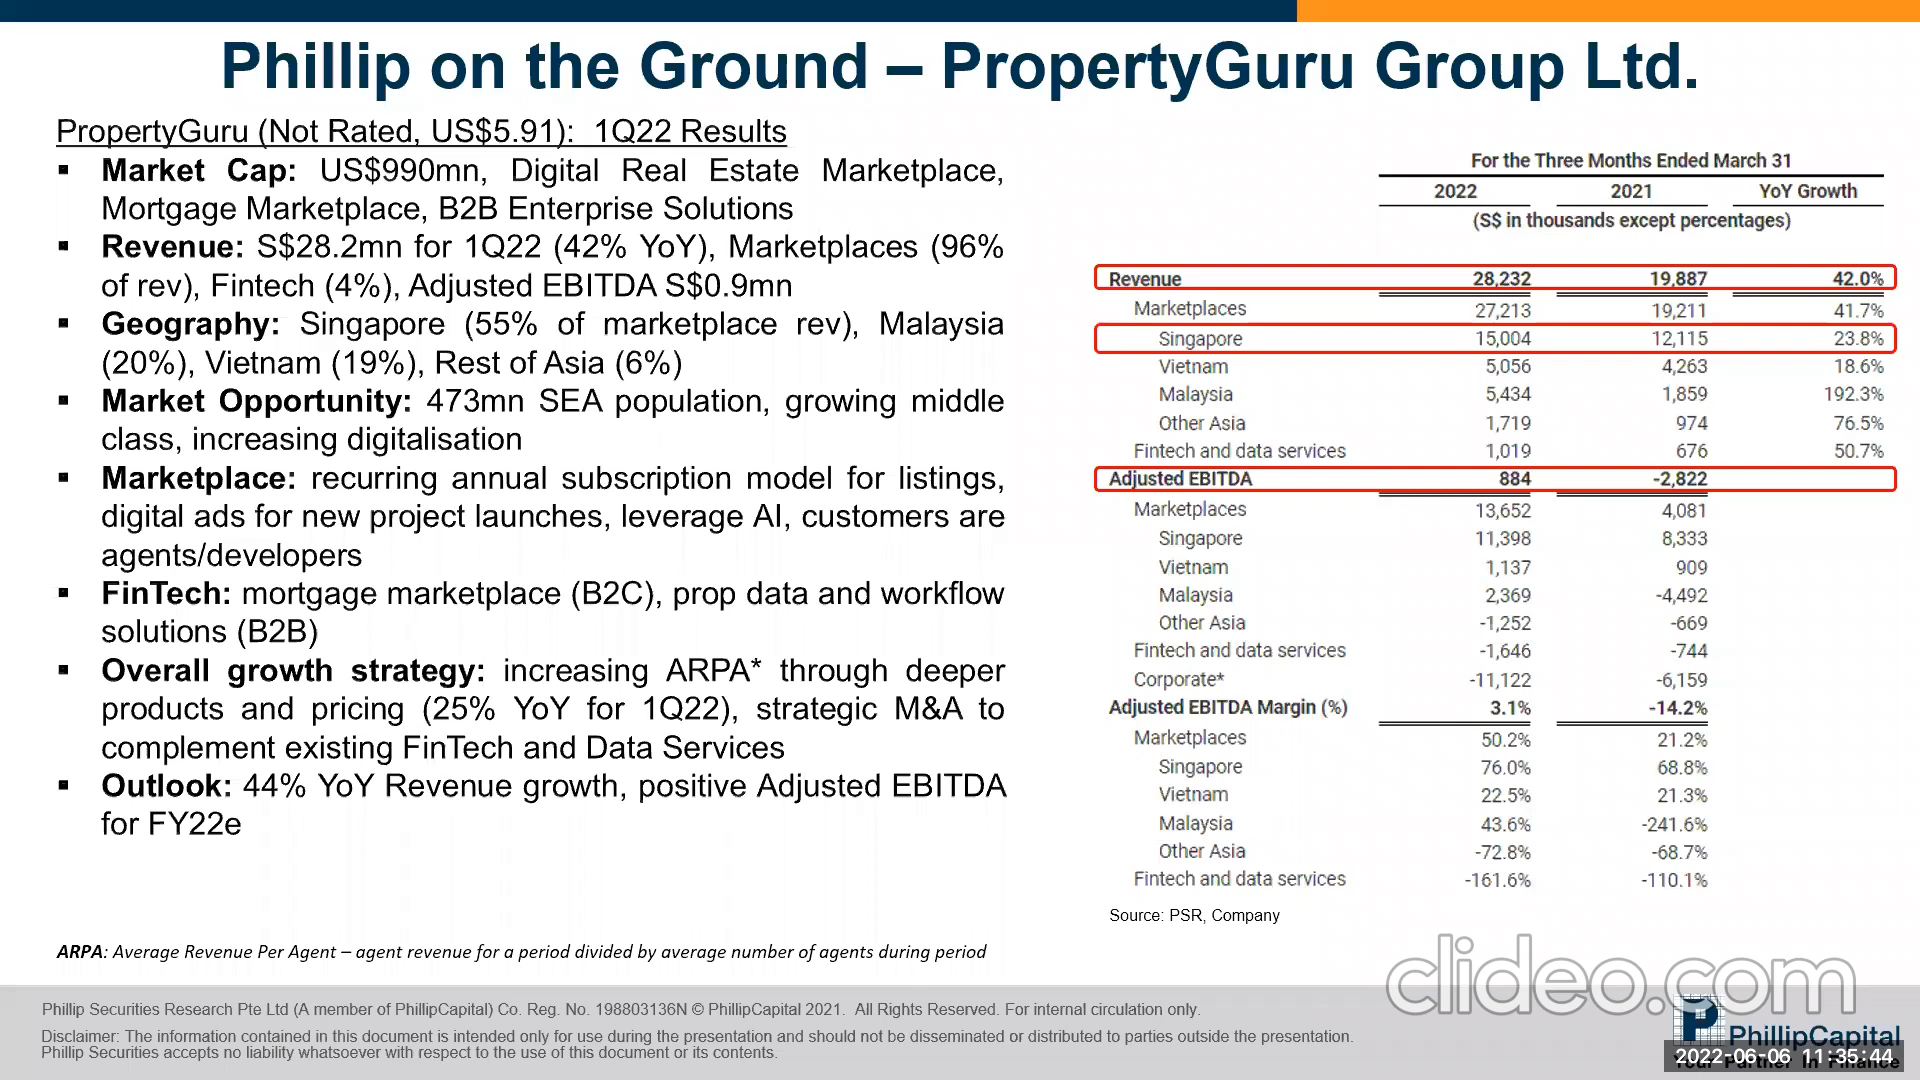 Phillip on the Ground – PropertyGuru Group Ltd.
PropertyGuru (Not Rated, US$5.91):  1Q22 Results
▪ Market Cap: US$990mn, Digital Real Estate Marketplace,
Mortgage Marketplace, B2B Enterprise Solutions
▪ Revenue: S$28.2mn for 1Q22 (42% YoY), Marketplaces (96%
of rev), Fintech (4%), Adjusted EBITDA S$0.9mn
▪ Geography: Singapore (55% of marketplace rev), Malaysia
(20%), Vietnam (19%), Rest of Asia (6%)
▪ Market Opportunity: 473mn SEA population, growing middle
class, increasing digitalisation
▪ Marketplace: recurring annual subscription model for listings,
digital ads for new project launches, leverage AI, customers are
agents/developers
▪ FinTech: mortgage marketplace (B2C), prop data and workflow
solutions (B2B)
▪ Overall growth strategy: increasing ARPA* through deeper
products and pricing (25% YoY for 1Q22), strategic M&A to
complement existing FinTech and Data Services
▪ Outlook: 44% YoY Revenue growth, positive Adjusted EBITDA
for FY22e
For the Three Months Ended March 31
2022 2021 YoY Growth
(S$ in thousands except percentages)
Revenue 28,232 19,887 42.0%
Marketplaces 27,213 19,211 41.7%
Singapore 15,004 12,115 23.8%
Vietnam 5,056 4,263 18.6%
Malaysia 5,434 1,859 192.3%
Other Asia 1,719 974 76.5%
Fintech and data services 1,019 676 50.7%
Adjusted EBITDA 884 -2,822
Marketplaces 13,652 4,081
Singapore 11,398 8,333
Vietnam 1,137 909
Malaysia 2,369 -4,492
Other Asia -1,252 -669
Fintech and data services -1,646 -744
Corporate* -11,122 -6,159
Adjusted EBITDA Margin (%) 3.1% -14.2%
Marketplaces 50.2% 21.2%
Singapore 76.0% 68.8%
Vietnam 22.5% 21.3%
Malaysia 43.6% -241.6%
Other Asia -72.8% -68.7%
Fintech and data services -161.6% -110.1%
Source: PSR, Company
ARPA: Average Revenue Per Agent – agent revenue for a period divided by average number of agents during period
clideo.com
Phillip Securities Research Pte Ltd (A member of PhillipCapital) Co. Reg. No. 198803136N © PhillipCapital 2021.  All Rights Reserved. For internal circulation only.
Disclaimer: The information contained in this document is intended only for use during the presentation and should not be disseminated or distributed to parties outside the presentation.
Phillip Securities accepts no liability whatsoever with respect to the use of this document or its contents.
PhillipCapital
Your Partner In Finance
2022-06-06 11:35:44